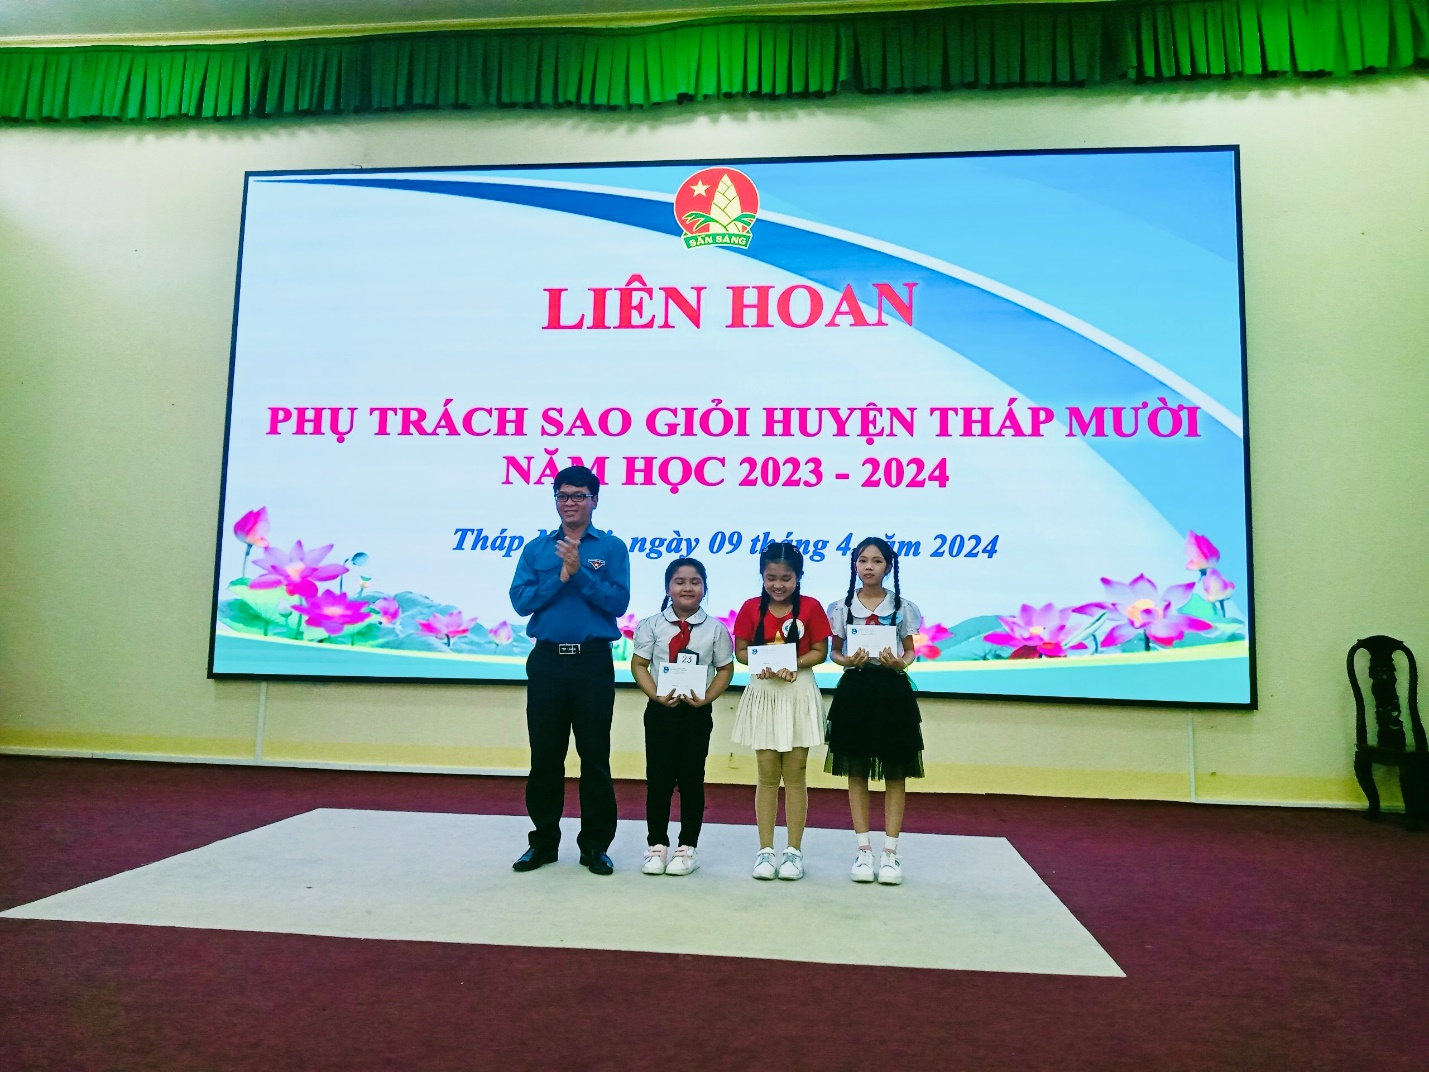 SẴN SÀNG
LIÊN HOAN
PHỤ TRÁCH SAO GIỎI HUYỆN THÁP MƯỜI
NĂM HỌC 2023 - 2024
Tháp ngày 09 tháng 4 năm 2024
23